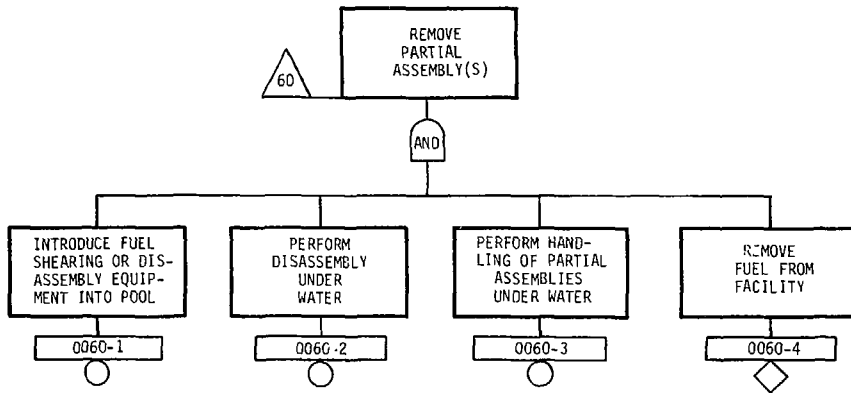 REMOVE
PARTIAL
ASSEMBLY(S)
60
AND
INTRODUCE FUEL
SHEARING OR DIS-
ASSEMBLY EQUIP-
MENT INTO POOL
PERFORM
DISASSEMBLY
UNDER
WATER
PERFORM HAND-
LING OF PARTIAL
ASSEMBLIES
UNDER WATER
REMOVE
FUEL FROM
FACILITY
0060-1
0060-2
0060-3
0060-4